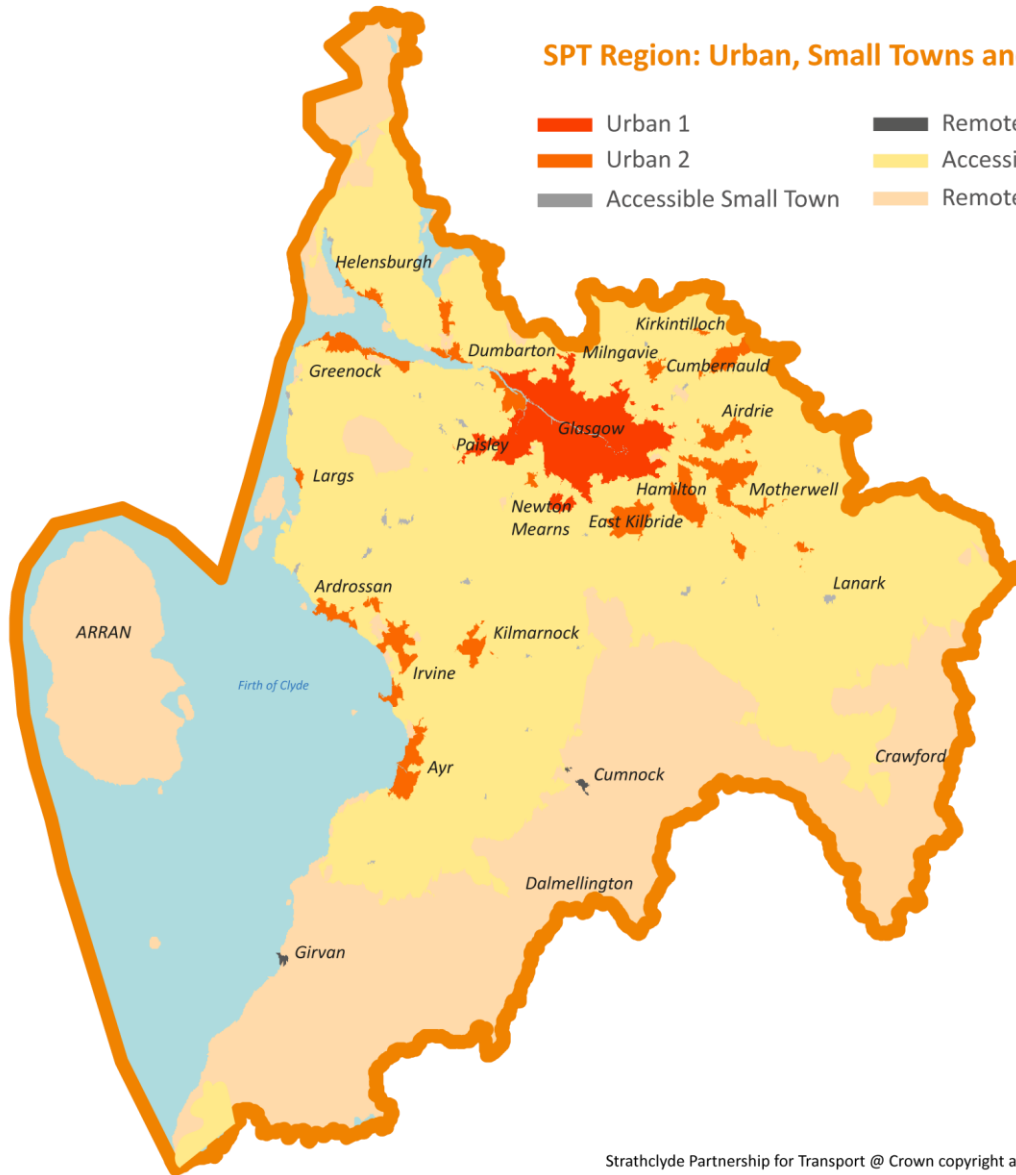 SPT Region: Urban, Small Towns an
Urban 1
Remote
Urban 2
Accessi
Accessible Small Town
Remote
Helensburgh
Kirkintilloch
Dumbarton
Milngavie
Cumbernauld
Greenock
Airdrie
Glasgow
Paisley
Largs
Hamilton
Motherwell
Newton
Mearns
East Kilbride
Ardrossan
Lanark
ARRAN
Kilmarnock
Irvine
Firth of Clyde
Crawford
Ayr
Cumnock
Dalmellington
Girvan
Strathclyde Partnership for Transport @ Crown copyright a